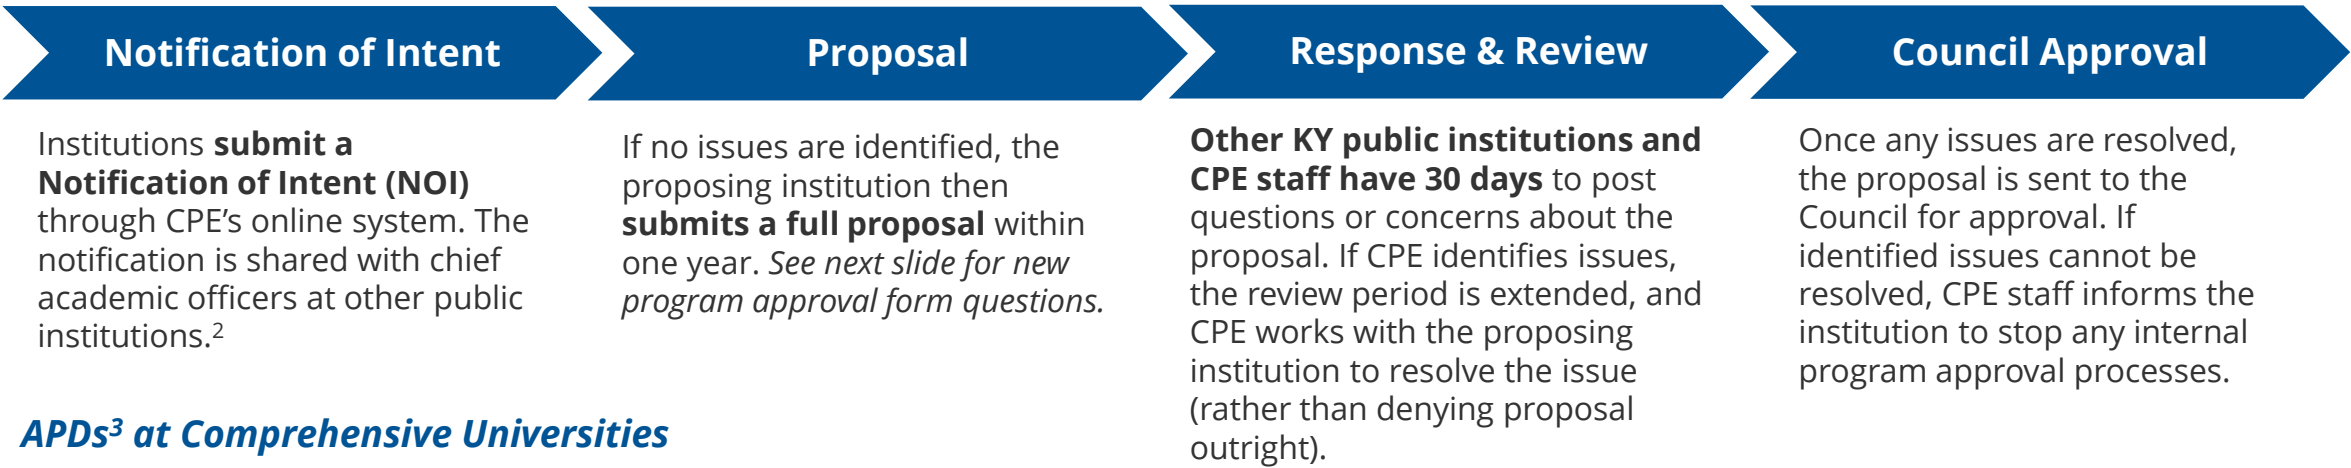 Notification of Intent
Institutions submit a
Notification of Intent (NOI)
through CPE’s online system. The
notification is shared with chief
academic officers at other public
institutions.2
Proposal
If no issues are identified, the
proposing institution then
submits a full proposal within
one year. See next slide for new
program approval form questions.
Response & Review
Other KY public institutions and
CPE staff have 30 days to post
questions or concerns about the
proposal. If CPE identifies issues,
the review period is extended, and
CPE works with the proposing
institution to resolve the issue
(rather than denying proposal
outright).
Council Approval
Once any issues are resolved,
the proposal is sent to the
Council for approval. If
identified issues cannot be
resolved, CPE staff informs the
institution to stop any internal
program approval processes.
APDs3 at Comprehensive Universities